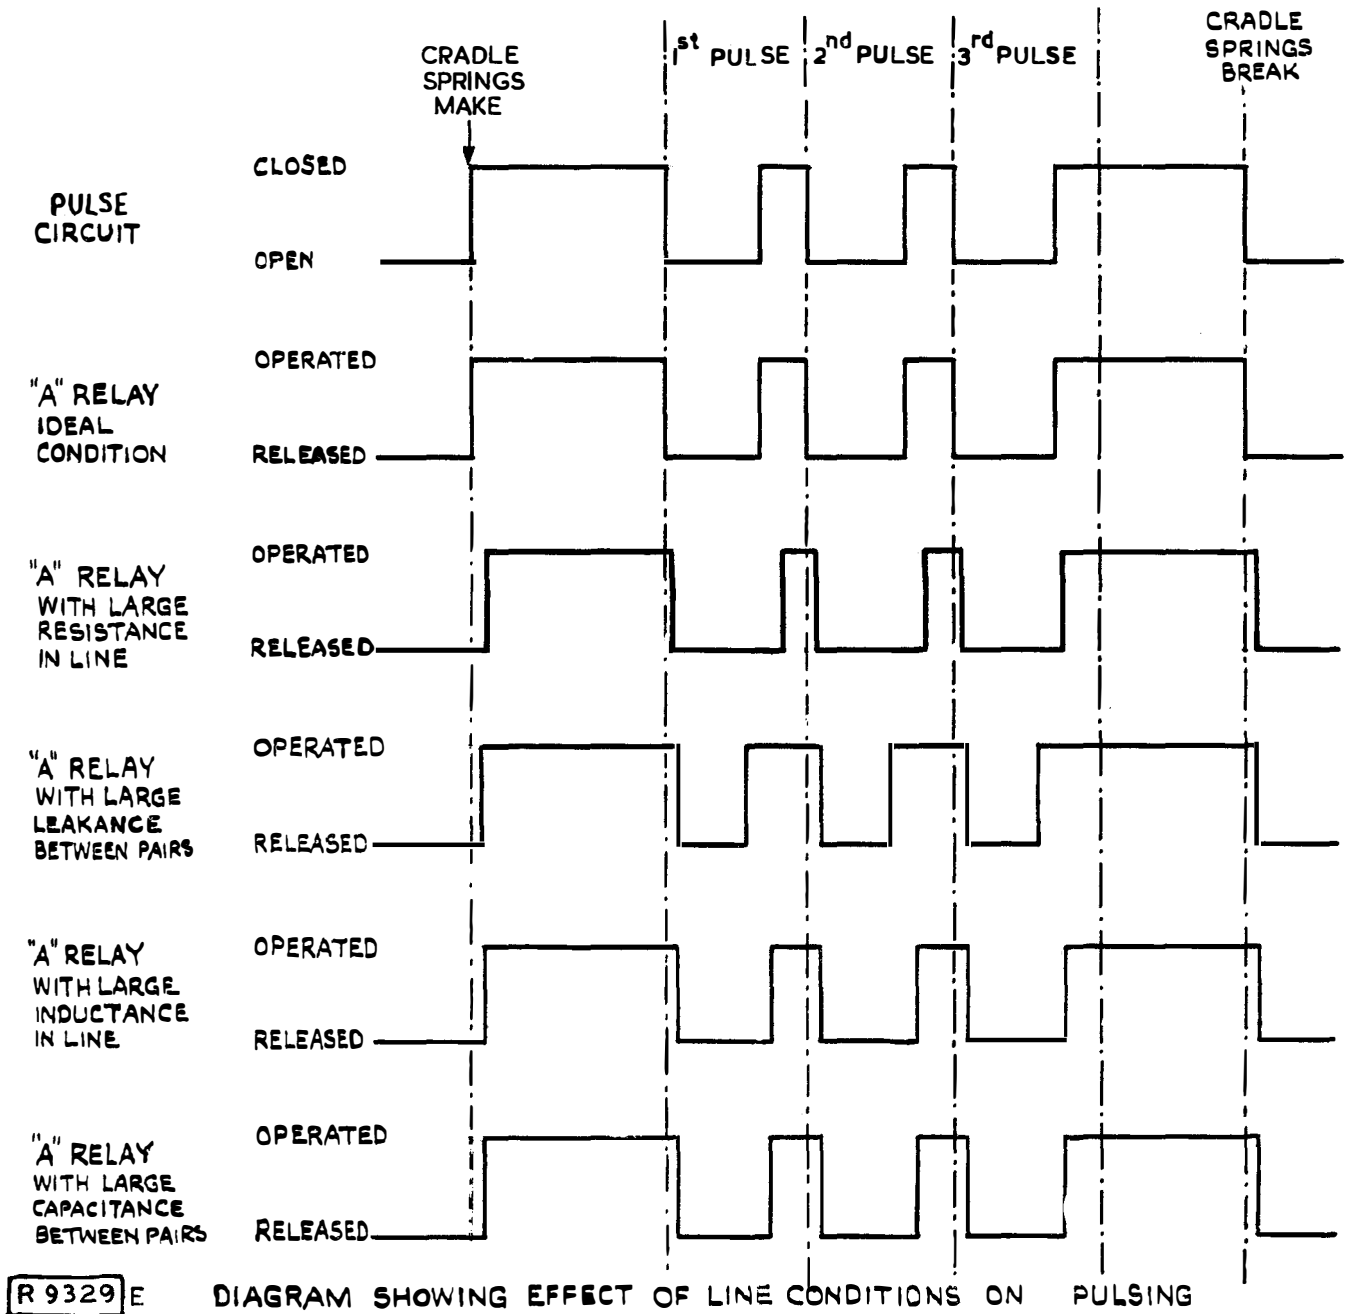 CRADLE
SPRINGS
MAKE
1st PULSE
2nd PULSE
3rd PULSE
CRADLE
SPRINGS
BREAK
PULSE
CIRCUIT
CLOSED
OPEN
"A" RELAY
IDEAL
CONDITION
OPERATED
RELEASED
"A" RELAY
WITH LARGE
RESISTANCE
IN LINE
OPERATED
RELEASED
"A" RELAY
WITH LARGE
LEAKANCE
BETWEEN PAIRS
OPERATED
RELEASED
"A" RELAY
WITH LARGE
INDUCTANCE
IN LINE
OPERATED
RELEASED
"A" RELAY
WITH LARGE
CAPACITANCE
BETWEEN PAIRS
OPERATED
RELEASED
R 9329 E
DIAGRAM SHOWING EFFECT OF LINE CONDITIONS ON PULSING